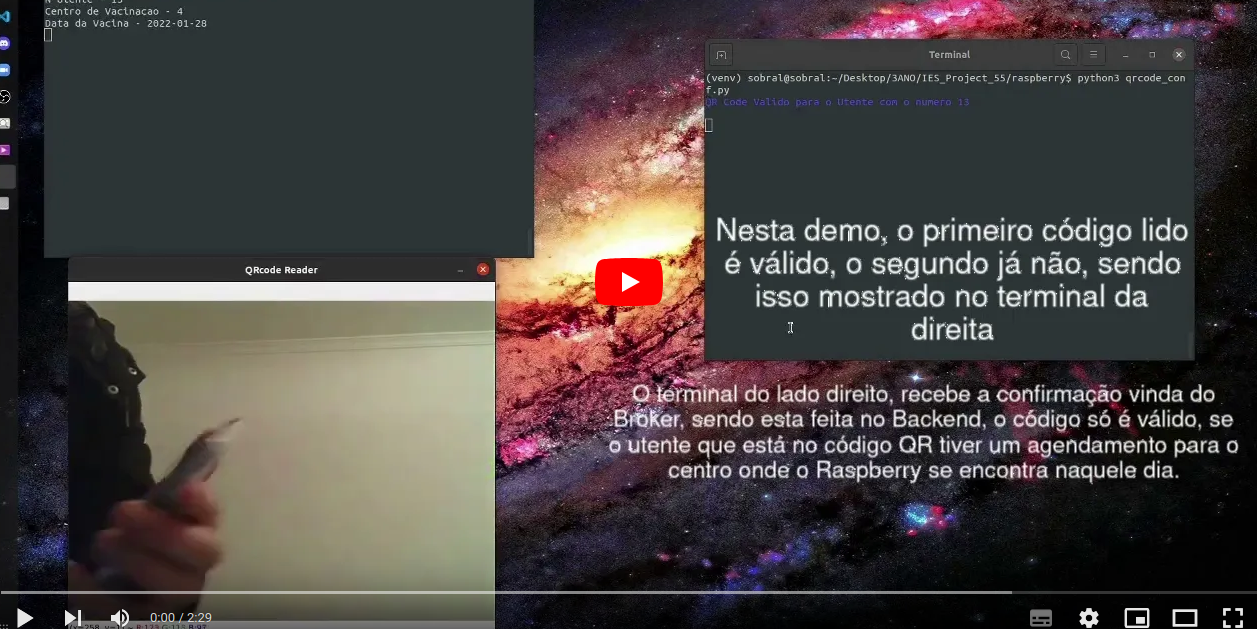 Centro de Vacinacao - 4
Data da Vacina - 2022-01-28
Terminal
(venv) sobral@sobral:~/Desktop/3ANO/IES_Project_55/raspberry$ python3 qrcode_con
f.py
QR Code Valido para o Utente com o numero 13
Nesta demo, o primeiro código lido
é válido, o segundo já não, sendo
isso mostrado no terminal da
direita
QRcode Reader
O terminal do lado direito, recebe a confirmação vinda do
Broker, sendo esta feita no Backend, o código só é válido, se
o utente que está no código QR tiver um agendamento para o
centro onde o Raspberry se encontra naquele dia.
0:00 / 2:29